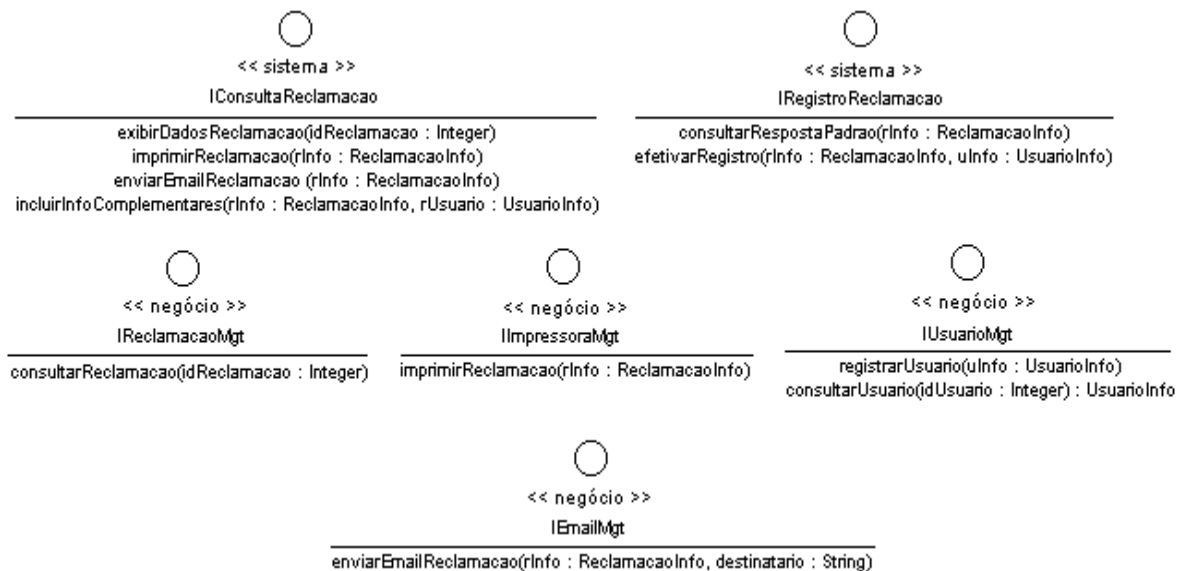 << sistema >>
IConsultaReclamacao
exibirDadosReclamacao(idReclamacao : Integer)
imprimirReclamacao(rInfo : ReclamacaoInfo)
enviarEmailReclamacao (rInfo : ReclamacaoInfo)
incluirInfoComplementares(rInfo : ReclamacaoInfo, rUsuario : UsuarioInfo)
<< sistema >>
IRegistroReclamacao
consultarRespostaPadrao(rInfo : ReclamacaoInfo)
efetivarRegistro(rInfo : ReclamacaoInfo, uInfo : UsuarioInfo)
<< negócio >>
IReclamacaoMgt
consultarReclamacao(idReclamacao : Integer)
<< negócio >>
IImpressoraMgt
imprimirReclamacao(rInfo : ReclamacaoInfo)
<< negócio >>
IUsuarioMgt
registrarUsuario(uInfo : UsuarioInfo)
consultarUsuario(idUsuario : Integer) : UsuarioInfo
<< negócio >>
IEmailMgt
enviarEmailReclamacao(rInfo : ReclamacaoInfo, destinatario : String)